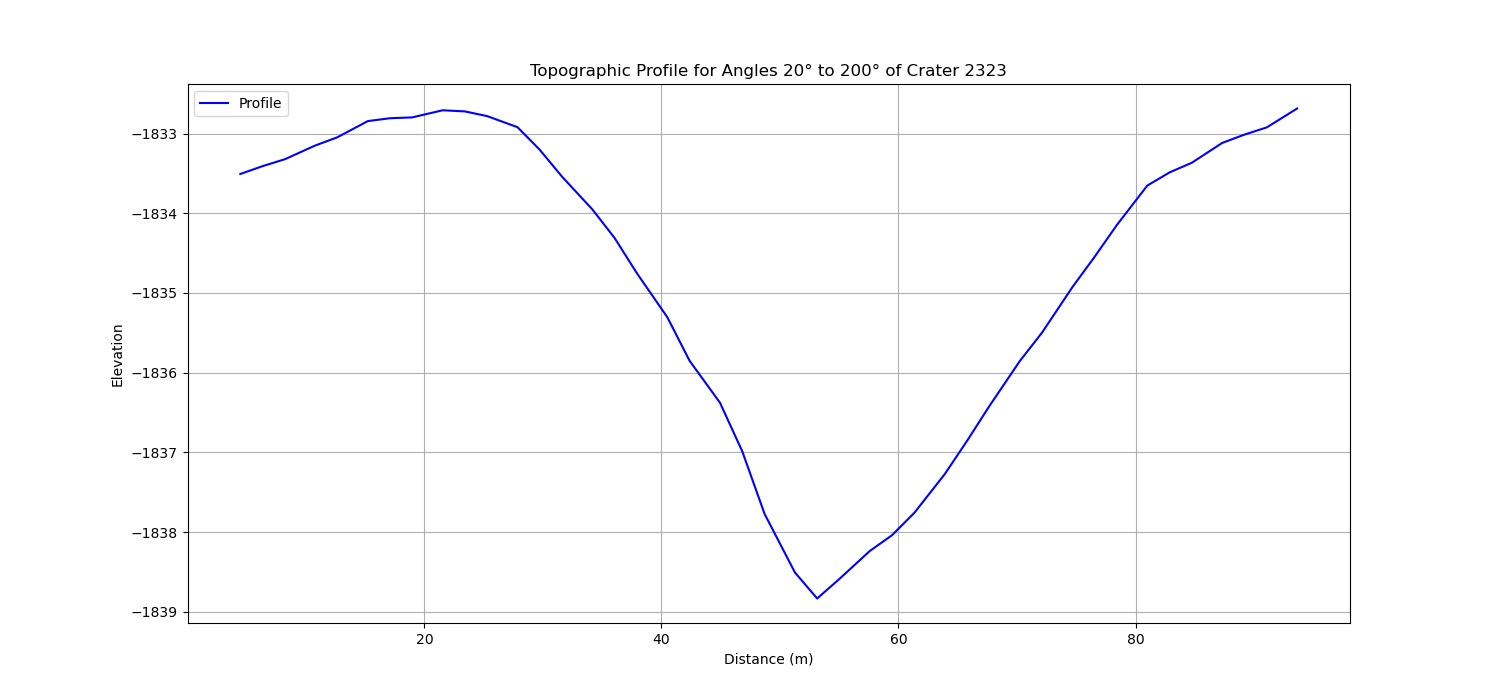 Topographic Profile for Angles 20° to 200° of Crater 2323
Profile
−1833
−1834
−1835
−1836
−1837
−1838
−1839
Elevation
20 40 60 80
Distance (m)